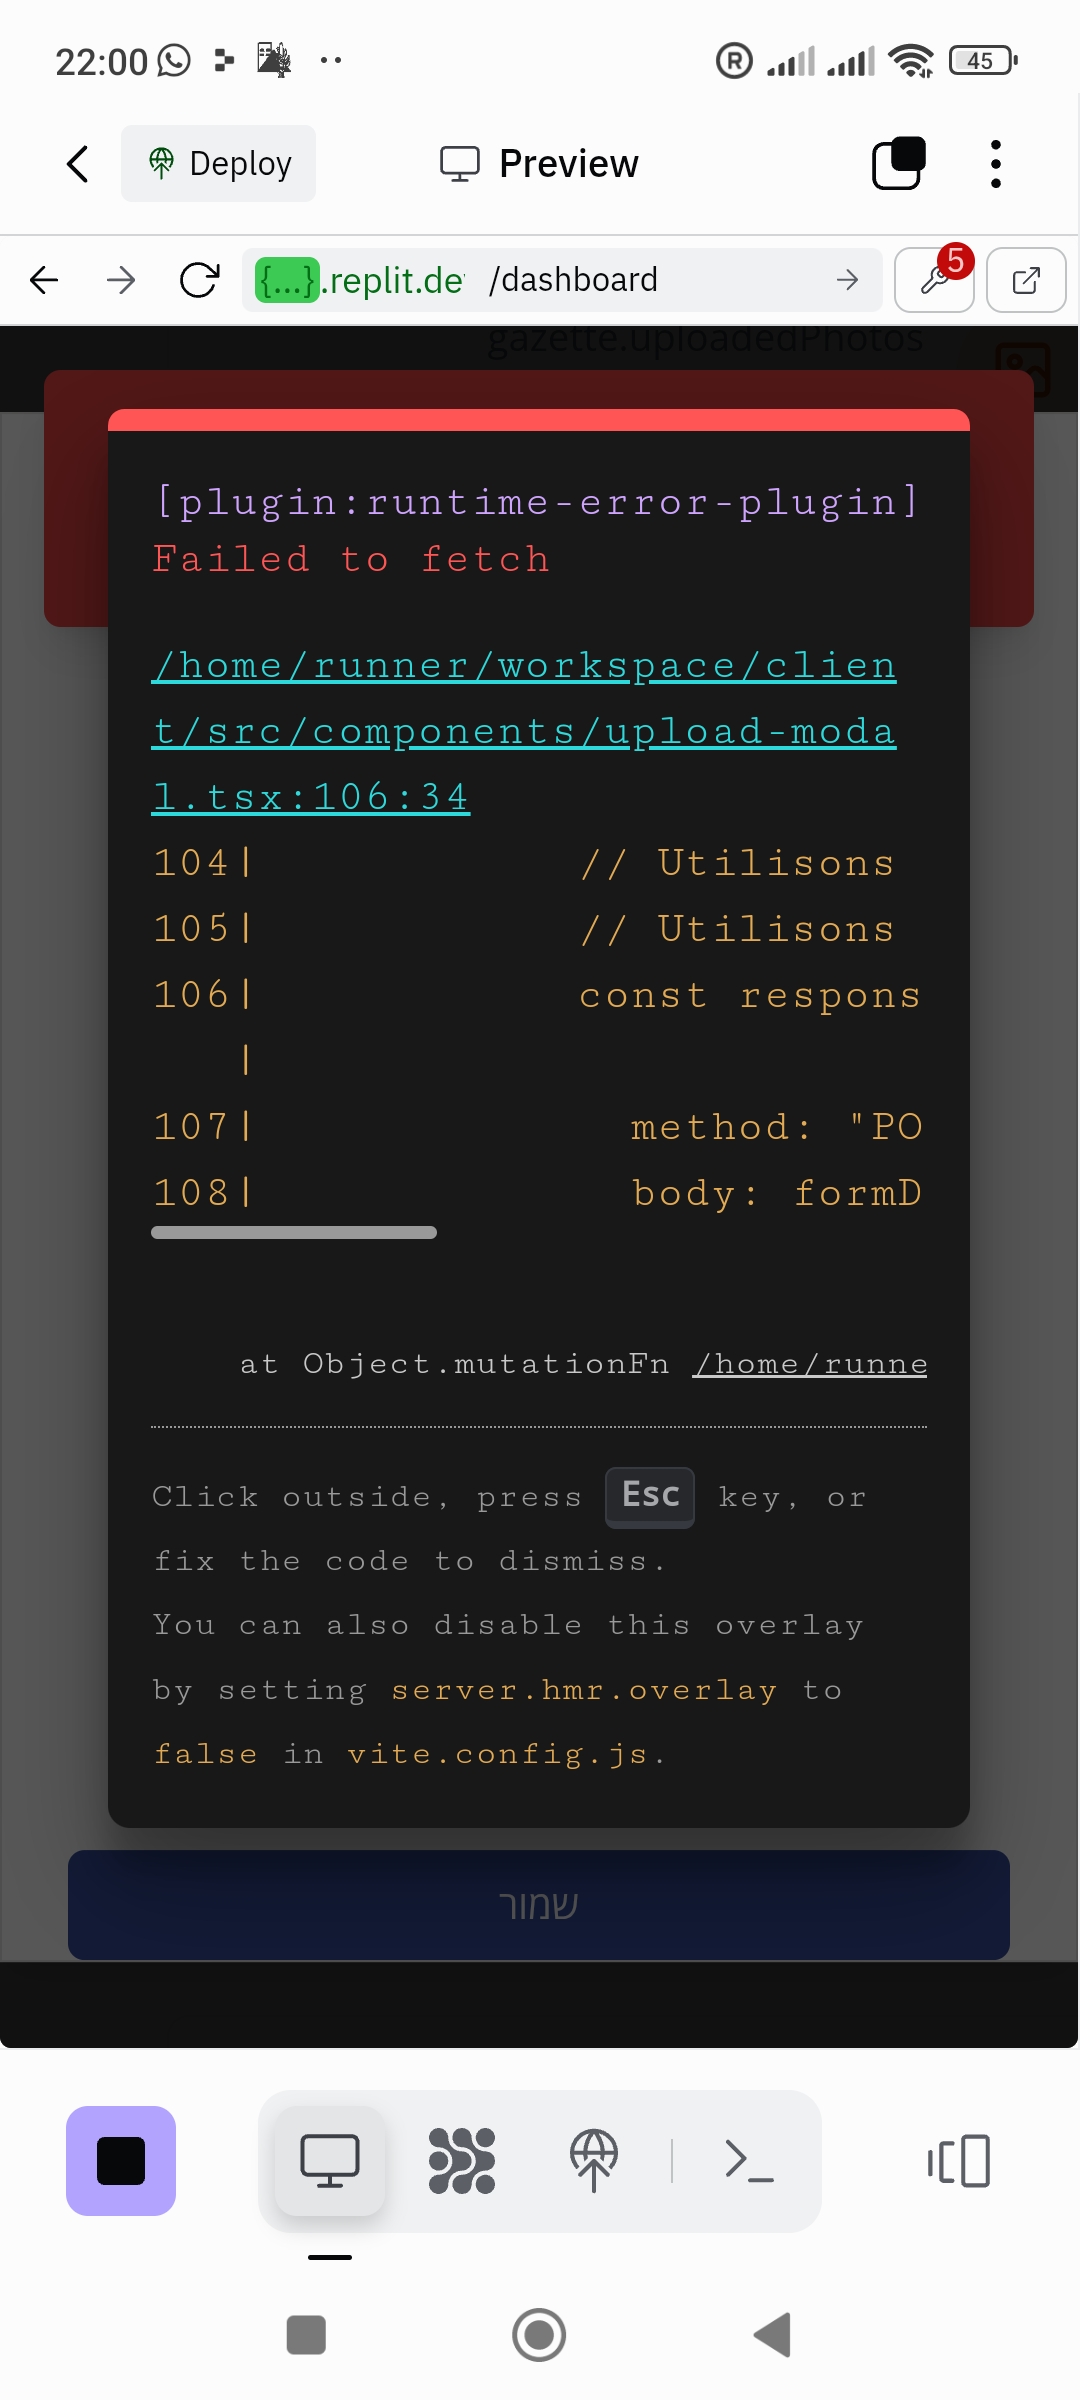 22:00
R
45
Deploy
Preview
{...}.replit.de
/dashboard
5
gazette.uploadedPhotos
[plugin:runtime-error-plugin]
Failed to fetch
/home/runner/workspace/clien
t/src/components/upload-moda
l.tsx:106:34
104| // Utilisons
105| // Utilisons
106| const respons
|
107| method: "PO
108| body: formD
at Object.mutationFn /home/runne
Click outside, press Esc key, or
fix the code to dismiss.
You can also disable this overlay
by setting server.hmr.overlay to
false in vite.config.js.
שמור